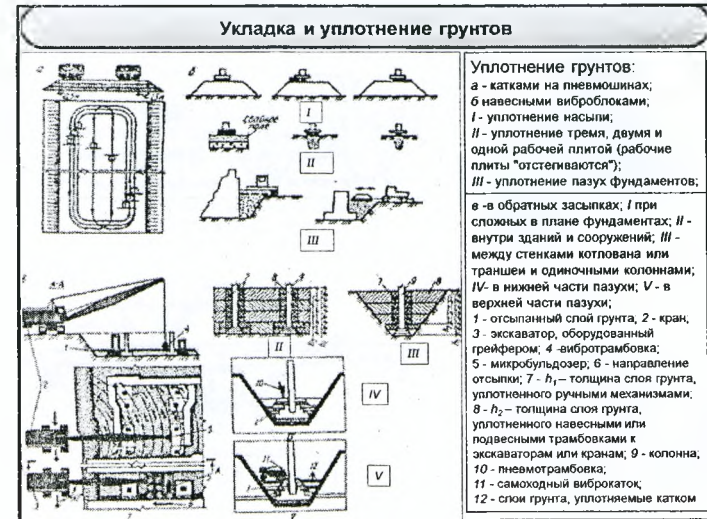 Укладка и уплотнение грунтов
а
б
I
Свайное
поле
II
III
Уплотнение грунтов:
а - катками на пневмошинах;
б навесными виброблоками;
I - уплотнение насыпи;
II - уплотнение тремя, двумя и
одной рабочей плитой (рабочие
плиты "отстегиваются");
III - уплотнение пазух фундаментов;
в -в обратных засыпках; I при
сложных в плане фундаментах; II -
внутри зданий и сооружений; III -
между стенками котлована или
траншеи и одиночными колоннами;
IV- в нижней части пазухи; V - в
верхней части пазухи;
1 - отсыпанный слой грунта, 2 - кран,
3 - экскаватор, оборудованный
грейфером; 4 -вибротрамбовка;
5 - микробульдозер; 6 - направление
отсыпки; 7 - h₁– толщина слоя грунта,
уплотненного ручными механизмами;
8 - h₂– толщина слоя грунта,
уплотненного навесными или
подвесными трамбовками к
экскаваторам или кранам; 9 - колонна,
10 - пневмотрамбовка;
11 - самоходный виброкаток;
12 - слои грунта, уплотняемые катком
А-А
II
III
IV
V
10
11
12